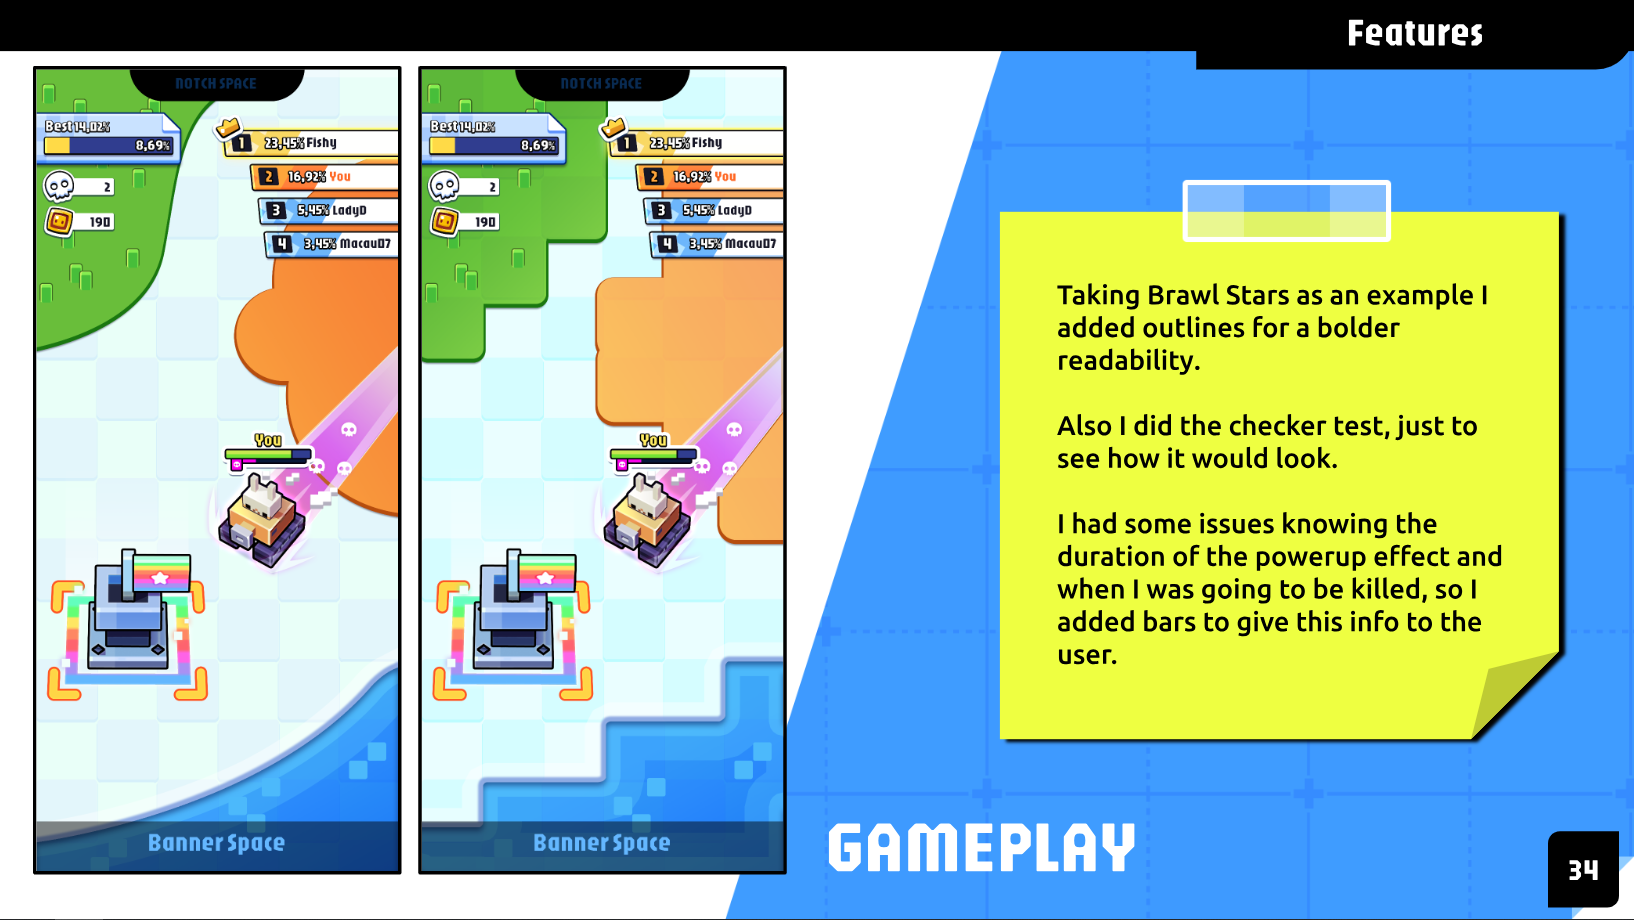 Features
NOTCH SPACE
Best 14,02%
8,69%
2
190
1 23,45% Fishy
2 16,92% You
3 5,45% LadyD
4 3,45% Macau07
You
Banner Space
NOTCH SPACE
Best 14,02%
8,69%
2
190
1 23,45% Fishy
2 16,92% You
3 5,45% LadyD
4 3,45% Macau07
You
Banner Space
Taking Brawl Stars as an example I
added outlines for a bolder
readability.
Also I did the checker test, just to
see how it would look.
I had some issues knowing the
duration of the powerup effect and
when I was going to be killed, so I
added bars to give this info to the
user.
GAMEPLAY
34